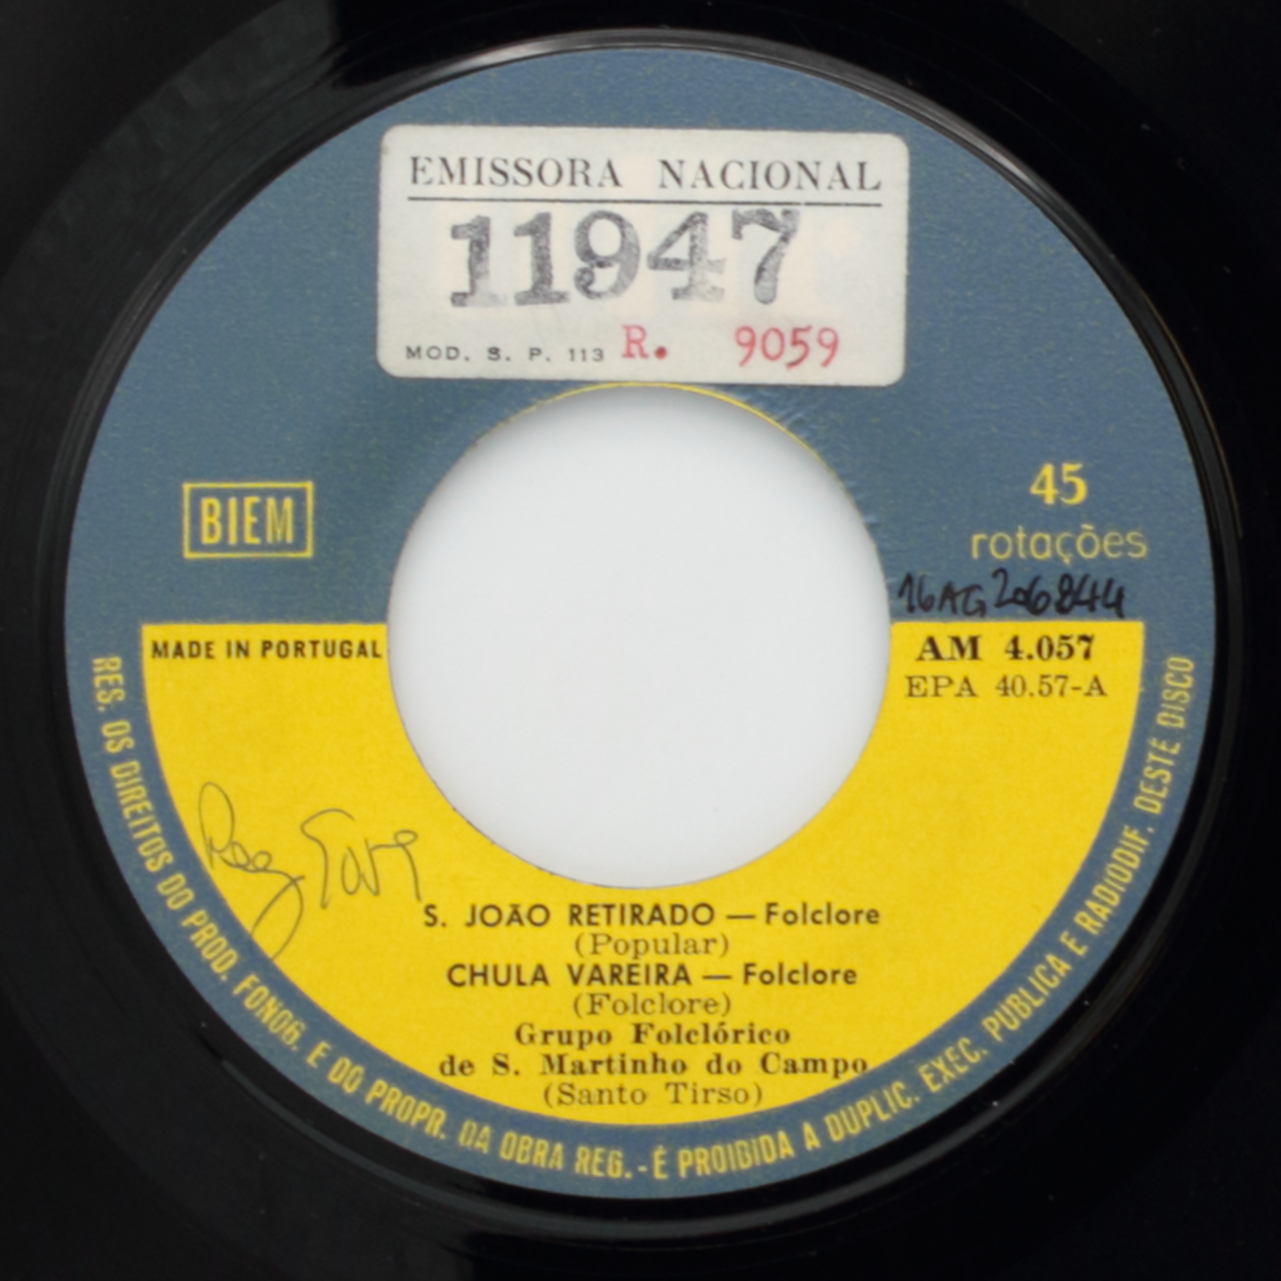 EMISSORA NACIONAL
11947
MOD. S. P. 113 R. 9059
BIEM
45
rotações
16AG206844
MADE IN PORTUGAL
AM 4.057
EPA 40.57-A
S. JOÃO RETIRADO — Folclore
(Popular)
CHULA VAREIRA — Folclore
(Folclore)
Grupo Folclórico
de S. Martinho do Campo
(Santo Tirso)
RES. OS DIREITOS DO PROD. FONOG. E DO PROPR. DA OBRA REG. - É PROIBIDA A DUPLIC. EXEC. PUBLICA E RADIODIF. DESTE DISCO